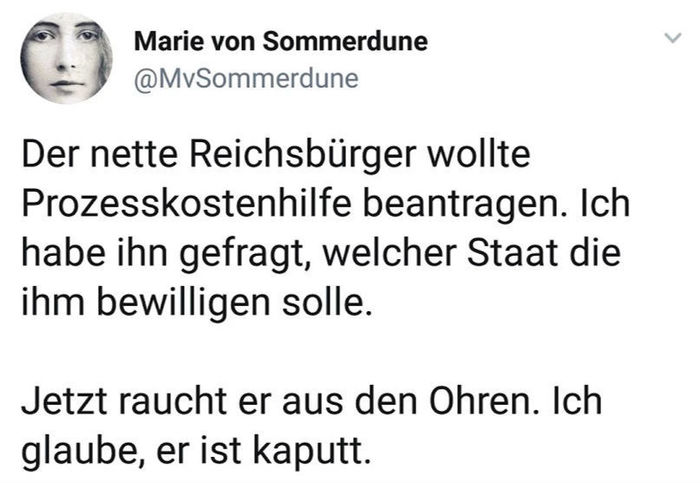 Marie von Sommerdune
@MvSommerdune
Der nette Reichsbürger wollte
Prozesskostenhilfe beantragen. Ich
habe ihn gefragt, welcher Staat die
ihm bewilligen solle.
Jetzt raucht er aus den Ohren. Ich
glaube, er ist kaputt.